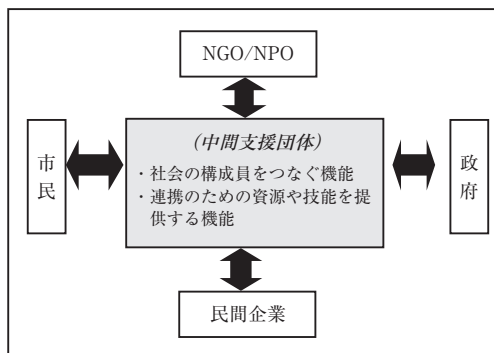 NGO/NPO
市民
(中間支援団体)
・社会の構成員をつなぐ機能
・連携のための資源や技能を提
供する機能
政府
民間企業